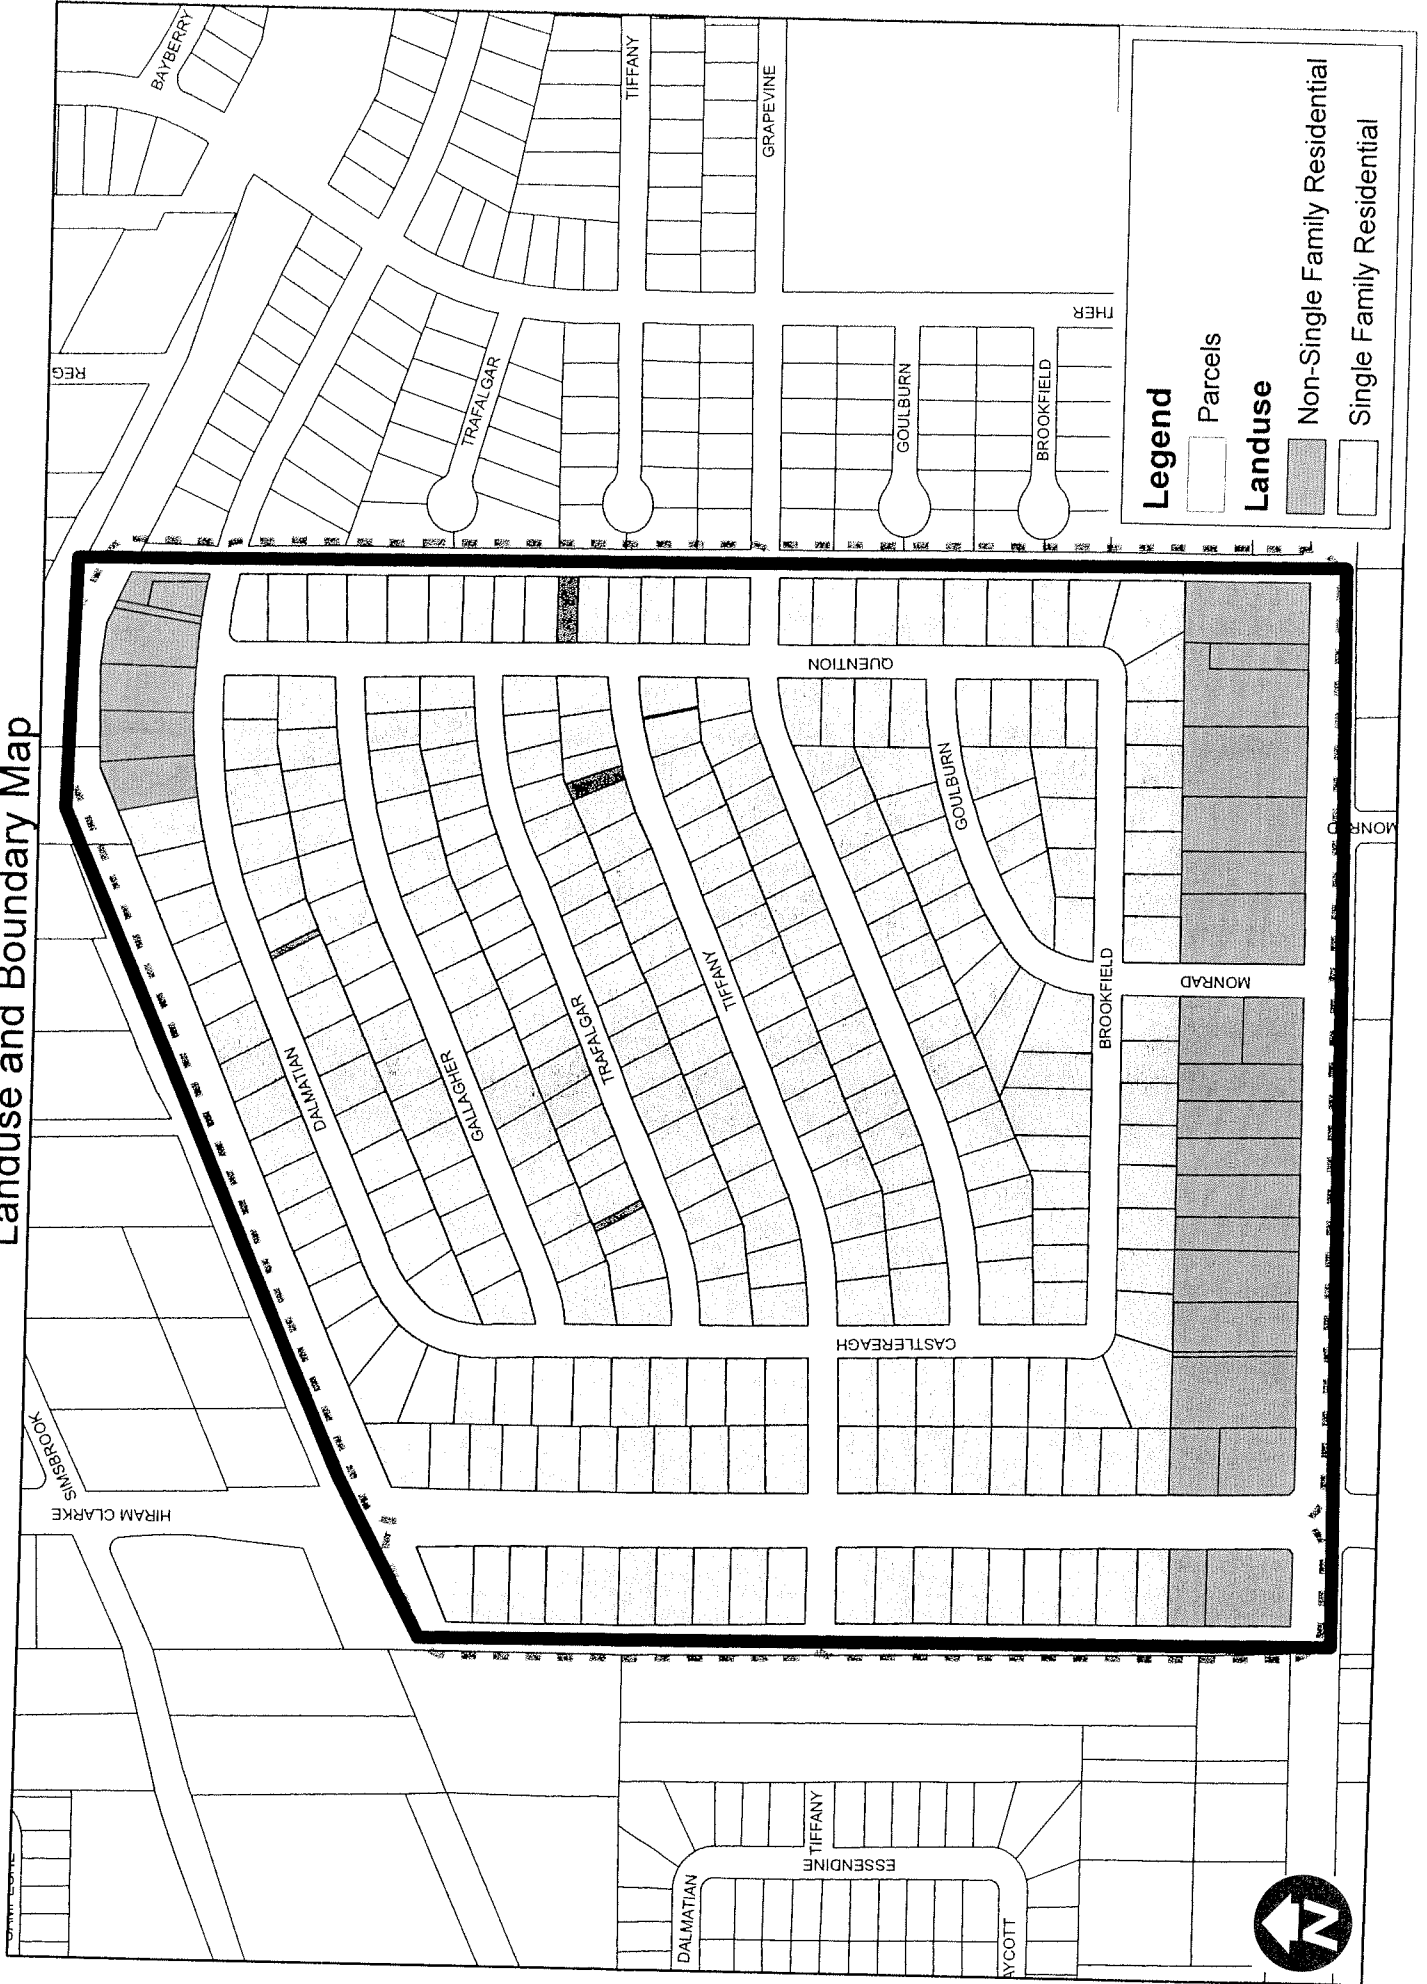 Landuse and Boundary Map
BAYBERRY
TIFFANY
GRAPEVINE
REG
TRAFALGAR
GOULBURN
BROOKFIELD
THER
Legend
Parcels
Landuse
Non-Single Family Residential
Single Family Residential
QUENTION
GOULBURN
MONRAD
DALMATIAN
GALLAGHER
TRAFALGAR
TIFFANY
BROOKFIELD
MONRAD
CASTLEREAGH
SIMSBROOK
HIRAM CLARKE
TIFFANY
ESSENDINE
DALMATIAN
AYCOTT
N